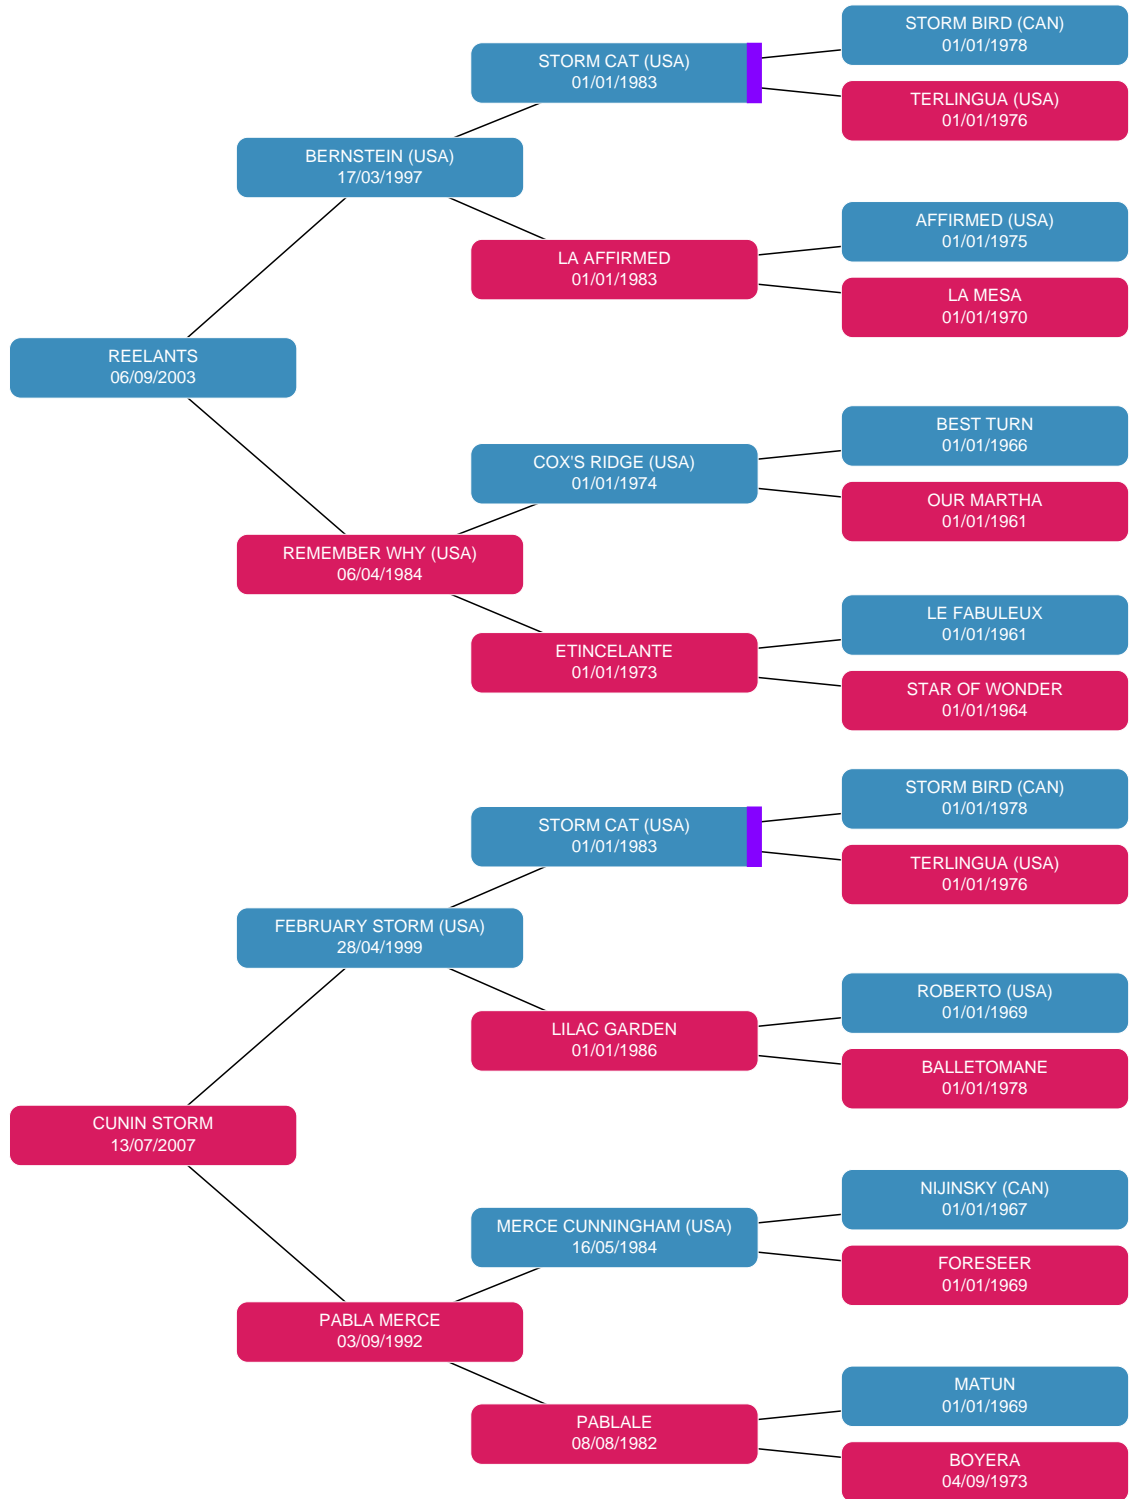 STORM BIRD (CAN)
01/01/1978
STORM CAT (USA)
01/01/1983
TERLINGUA (USA)
01/01/1976
BERNSTEIN (USA)
17/03/1997
AFFIRMED (USA)
01/01/1975
LA AFFIRMED
01/01/1983
LA MESA
01/01/1970
REELANTS
06/09/2003
BEST TURN
01/01/1966
COX'S RIDGE (USA)
01/01/1974
OUR MARTHA
01/01/1961
REMEMBER WHY (USA)
06/04/1984
LE FABULEUX
01/01/1961
ETINCELANTE
01/01/1973
STAR OF WONDER
01/01/1964
STORM BIRD (CAN)
01/01/1978
STORM CAT (USA)
01/01/1983
TERLINGUA (USA)
01/01/1976
FEBRUARY STORM (USA)
28/04/1999
ROBERTO (USA)
01/01/1969
LILAC GARDEN
01/01/1986
BALLETOMANE
01/01/1978
CUNIN STORM
13/07/2007
NIJINSKY (CAN)
01/01/1967
MERCE CUNNINGHAM (USA)
16/05/1984
FORESEER
01/01/1969
PABLA MERCE
03/09/1992
MATUN
01/01/1969
PABLALE
08/08/1982
BOYERA
04/09/1973